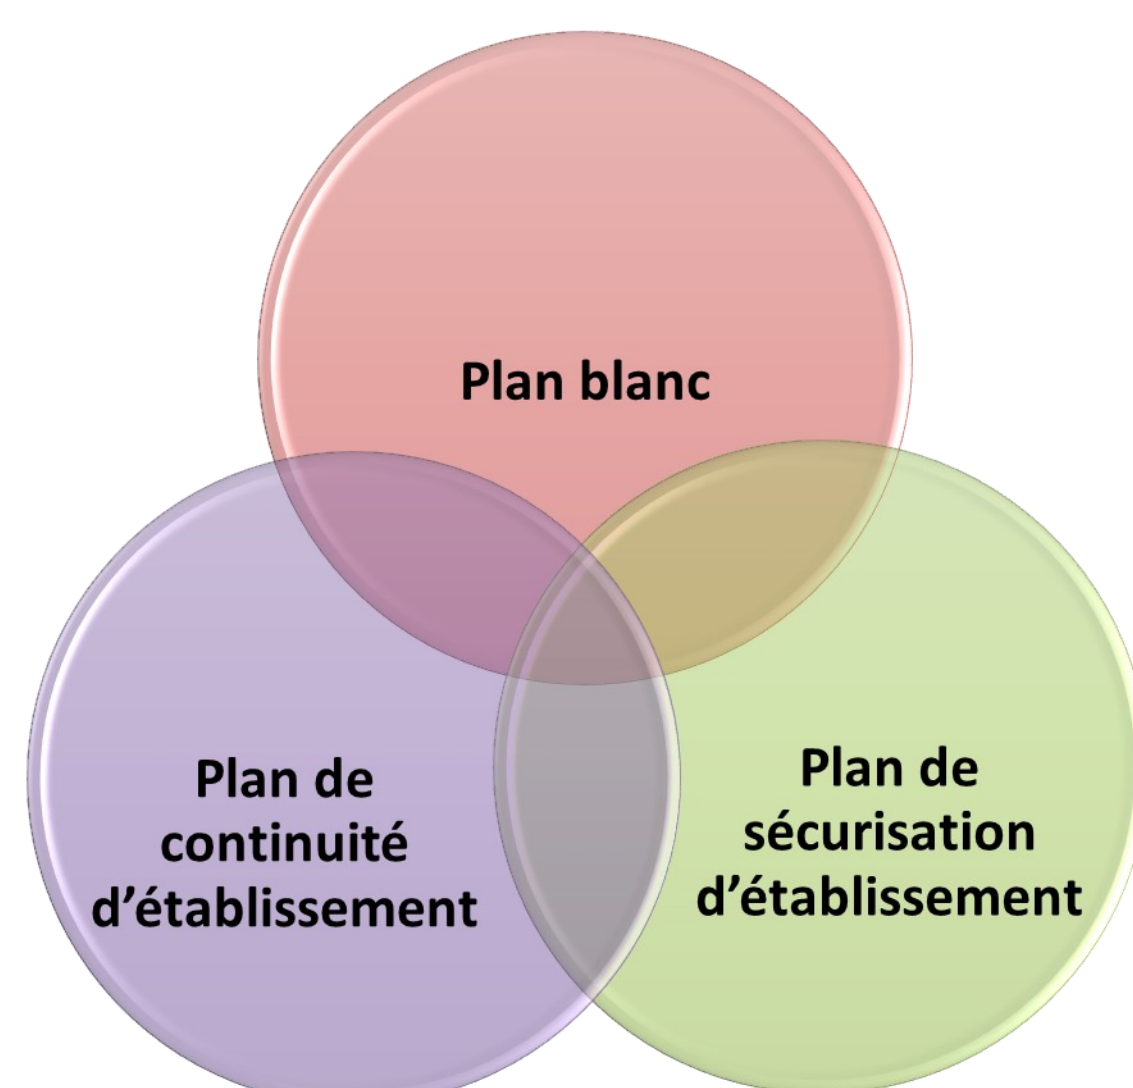 Plan blanc
Plan de
continuité
d’établissement
Plan de
sécurisation
d’établissement